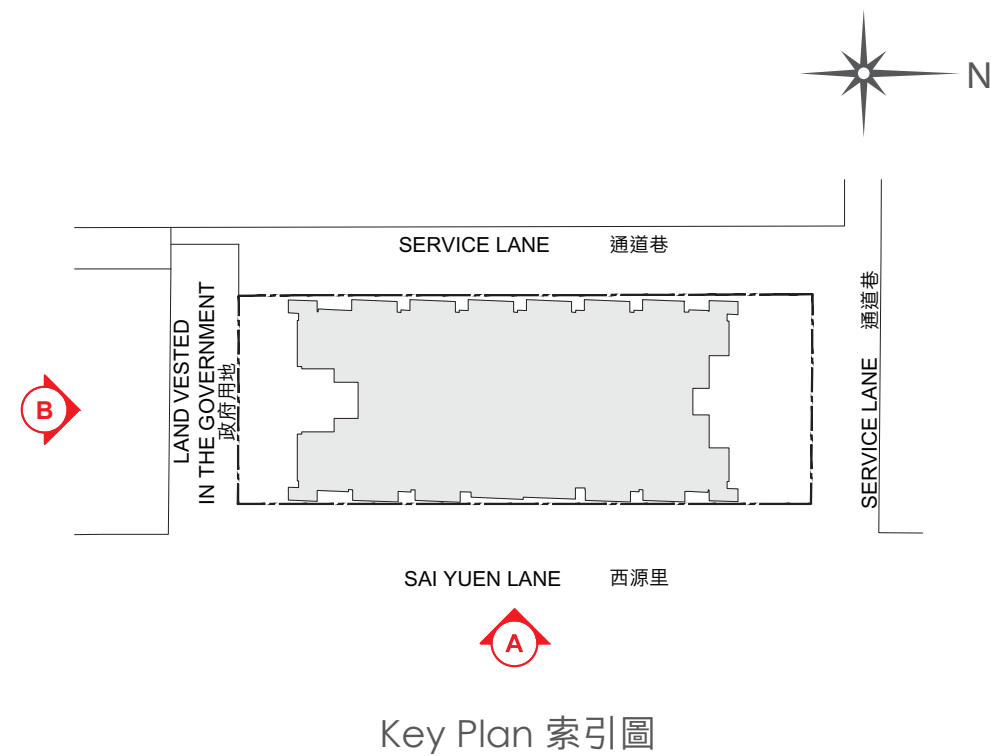 N
SERVICE LANE 通道巷
LAND VESTED
IN THE GOVERNMENT
政府用地
SERVICE LANE 通道巷
B
SAI YUEN LANE 西源里
A
Key Plan 索引圖